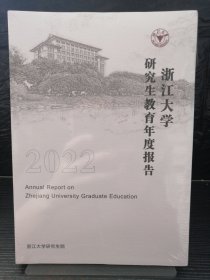 浙江大学
研究生教育年度报告
2022
Annual Report on
Zhejiang University Graduate Education
浙江大学研究生院